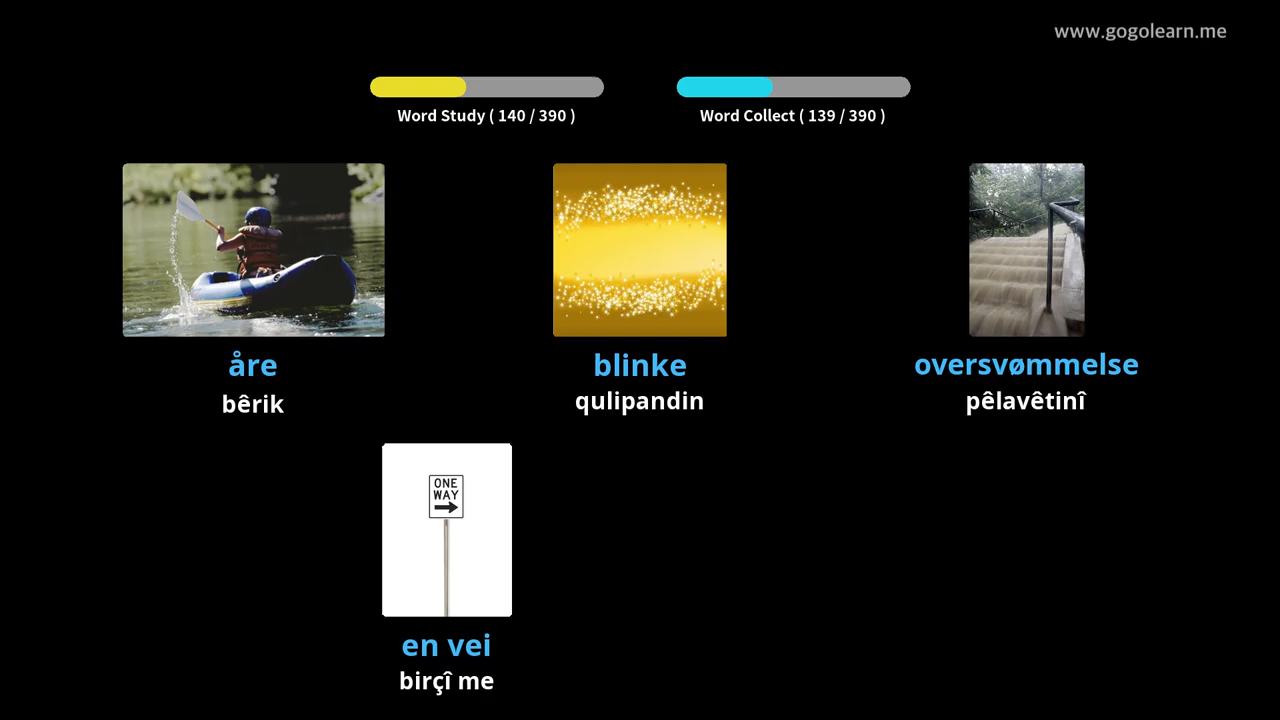 www.gogolearn.me
Word Study ( 140 / 390 )
Word Collect ( 139 / 390 )
åre
bêrik
blinke
qulipandin
oversvømmelse
pêlavêtinî
ONE
WAY
en vei
birçî me